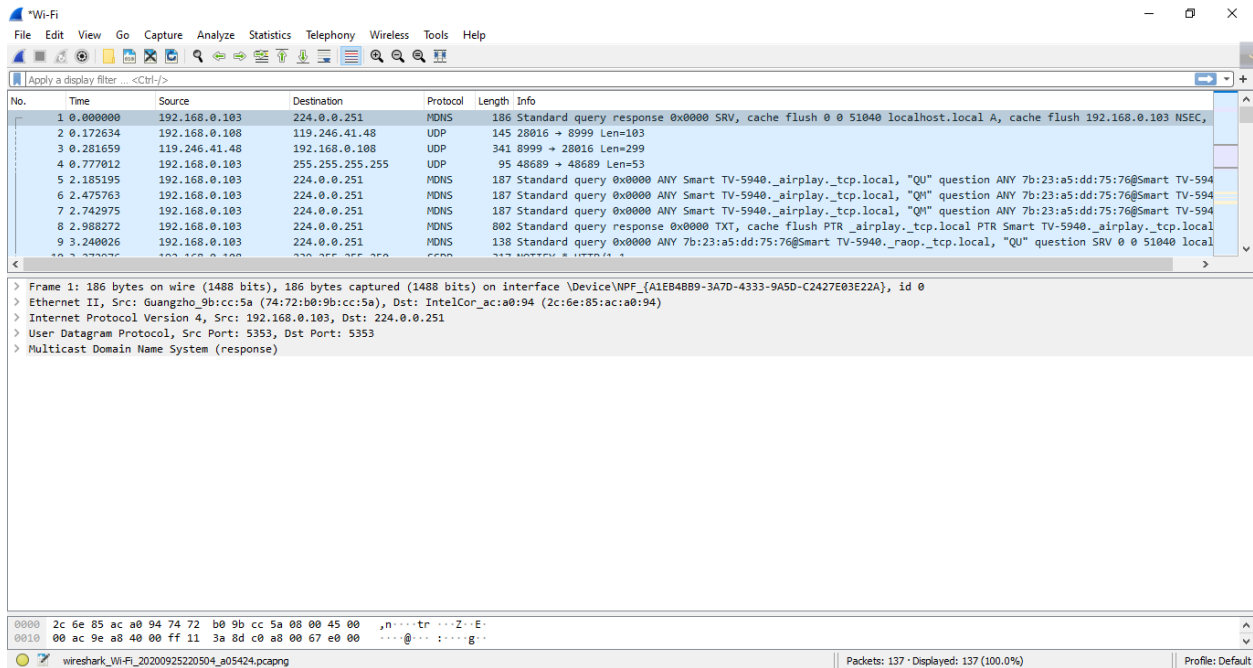 *Wi-Fi
File Edit View Go Capture Analyze Statistics Telephony Wireless Tools Help
Apply a display filter ... <Ctrl-/>
No. Time Source Destination Protocol Length Info
1 0.000000 192.168.0.103 224.0.0.251 MDNS 186 Standard query response 0x0000 SRV, cache flush 0 0 51040 localhost.local A, cache flush 192.168.0.103 NSEC,
2 0.172634 192.168.0.108 119.246.41.48 UDP 145 28016 → 8999 Len=103
3 0.281659 119.246.41.48 192.168.0.108 UDP 341 8999 → 28016 Len=299
4 0.777012 192.168.0.103 255.255.255.255 UDP 95 48689 → 48689 Len=53
5 2.185195 192.168.0.103 224.0.0.251 MDNS 187 Standard query 0x0000 ANY Smart TV-5940._airplay._tcp.local, "QU" question ANY 7b:23:a5:dd:75:76@Smart TV-594
6 2.475763 192.168.0.103 224.0.0.251 MDNS 187 Standard query 0x0000 ANY Smart TV-5940._airplay._tcp.local, "QM" question ANY 7b:23:a5:dd:75:76@Smart TV-594
7 2.742975 192.168.0.103 224.0.0.251 MDNS 187 Standard query 0x0000 ANY Smart TV-5940._airplay._tcp.local, "QM" question ANY 7b:23:a5:dd:75:76@Smart TV-594
8 2.988272 192.168.0.103 224.0.0.251 MDNS 802 Standard query response 0x0000 TXT, cache flush PTR _airplay._tcp.local PTR Smart TV-5940._airplay._tcp.local
9 3.240026 192.168.0.103 224.0.0.251 MDNS 138 Standard query 0x0000 ANY 7b:23:a5:dd:75:76@Smart TV-5940._raop._tcp.local, "QU" question SRV 0 0 51040 local
> Frame 1: 186 bytes on wire (1488 bits), 186 bytes captured (1488 bits) on interface \Device\NPF_{A1EB4BB9-3A7D-4333-9A5D-C2427E03E22A}, id 0
> Ethernet II, Src: Guangzho_9b:cc:5a (74:72:b0:9b:cc:5a), Dst: IntelCor_ac:a0:94 (2c:6e:85:ac:a0:94)
> Internet Protocol Version 4, Src: 192.168.0.103, Dst: 224.0.0.251
> User Datagram Protocol, Src Port: 5353, Dst Port: 5353
> Multicast Domain Name System (response)
0000 2c 6e 85 ac a0 94 74 72 b0 9b cc 5a 08 00 45 00 ,n····tr ···Z··E·
0010 00 ac 9e a8 40 00 ff 11 3a 8d c0 a8 00 67 e0 00 ····@··· :····g··
wireshark_Wi-Fi_20200925220504_a05424.pcapng Packets: 137 · Displayed: 137 (100.0%) Profile: Default